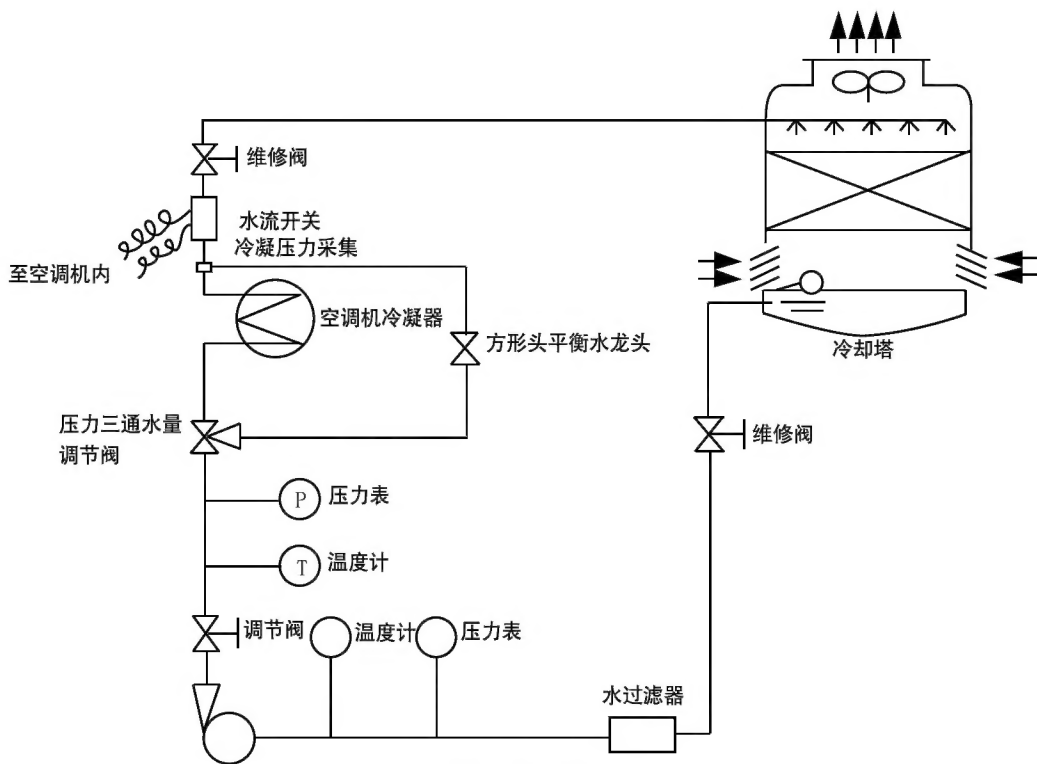 维修阀
水流开关
冷凝压力采集
至空调机内
空调机冷凝器
方形头平衡水龙头
冷却塔
压力三通水量
调节阀
维修阀
P
压力表
T
温度计
调节阀
温度计
压力表
水过滤器